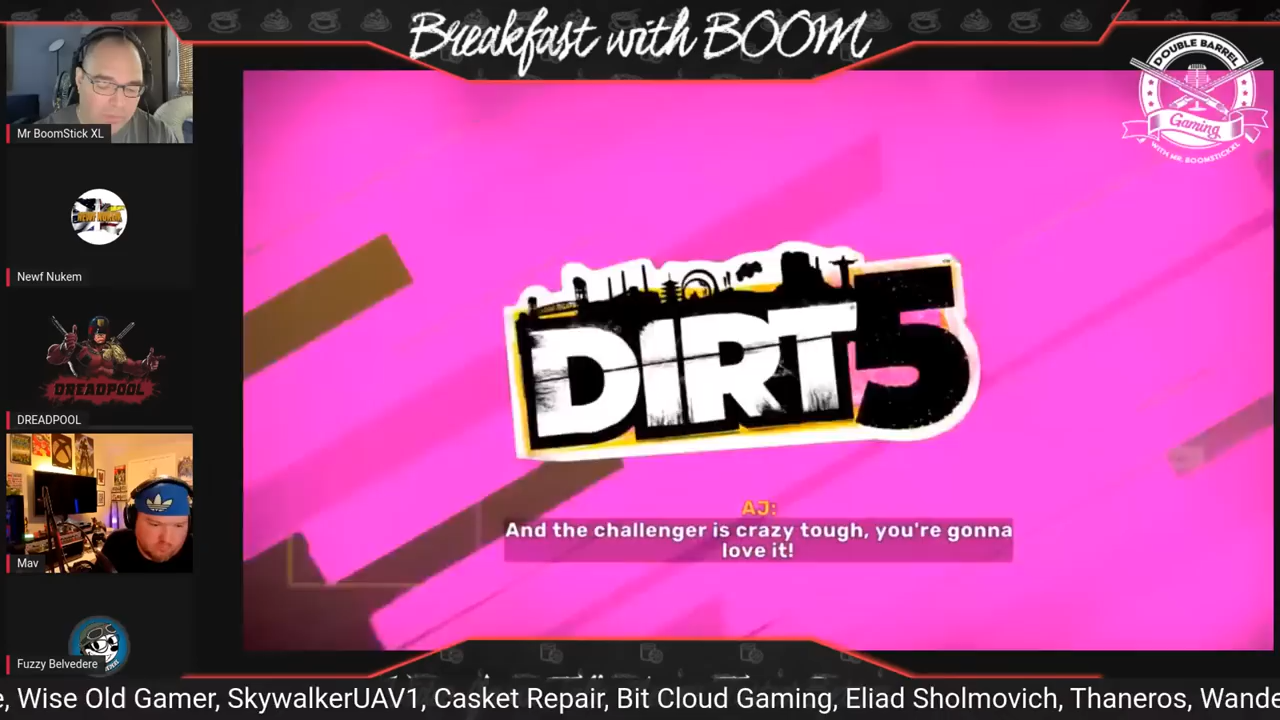 Breakfast with BOOM
DOUBLE BARREL
Gaming
WITH MR. BOOMSTICKXL
Mr BoomStick XL
Newf Nukem
DREADPOOL
DREADPOOL
Mav
Fuzzy Belvedere
DIRT 5
AJ:
And the challenger is crazy tough, you're gonna
love it!
e, Wise Old Gamer, SkywalkerUAV1, Casket Repair, Bit Cloud Gaming, Eliad Sholmovich, Thaneros, Wande